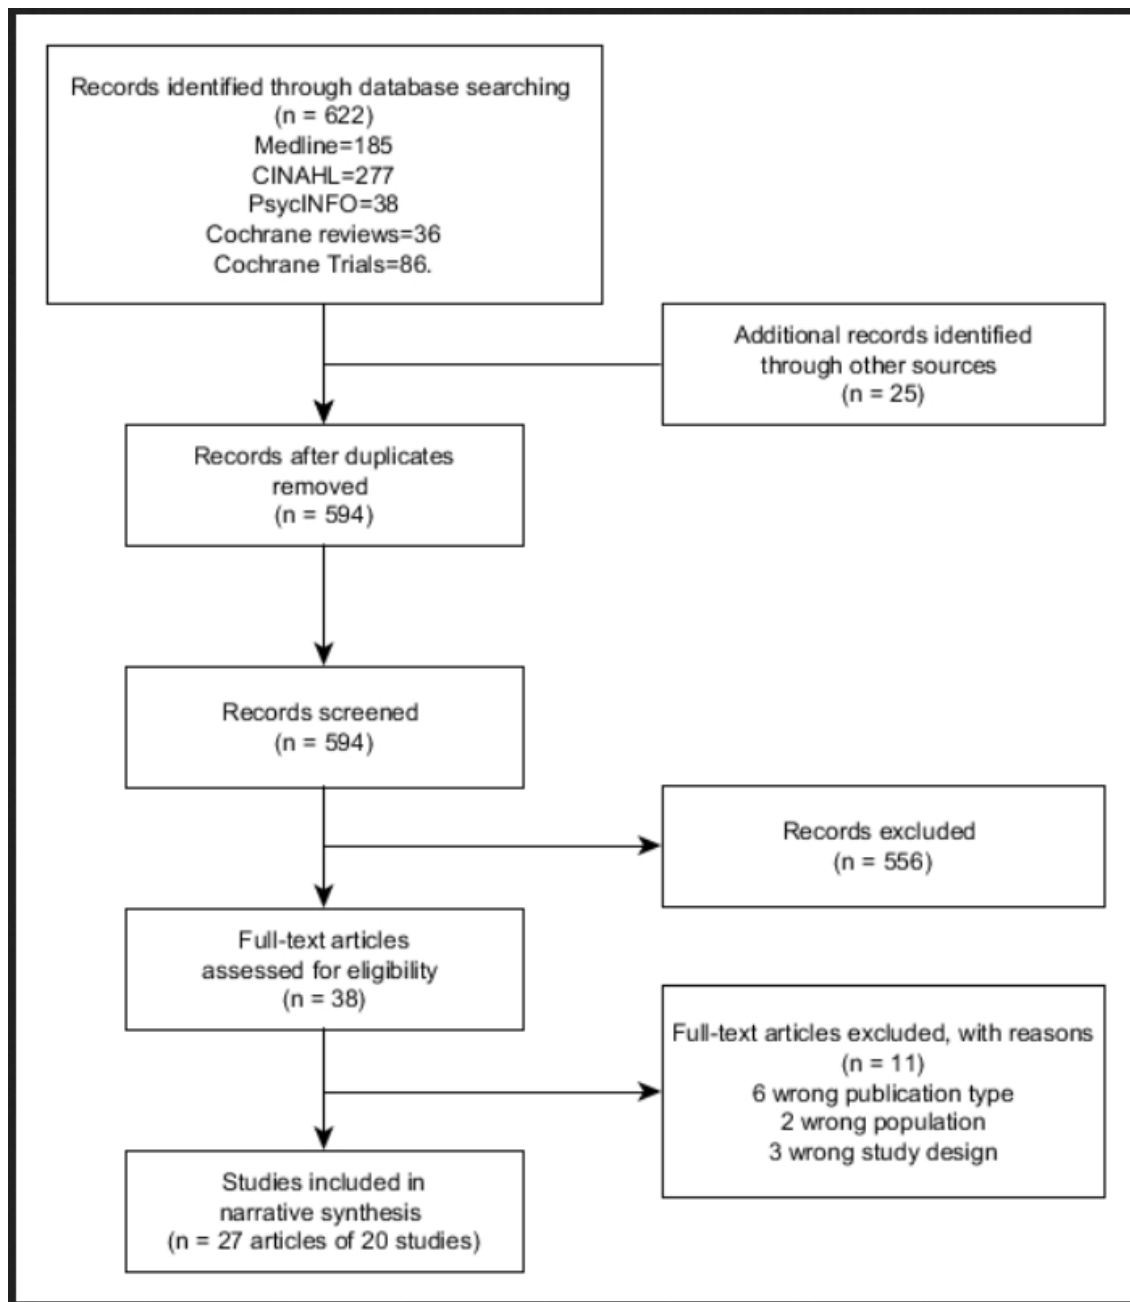 Records identified through database searching
(n = 622)
Medline=185
CINAHL=277
PsycINFO=38
Cochrane reviews=36
Cochrane Trials=86.
Additional records identified
through other sources
(n = 25)
Records after duplicates
removed
(n = 594)
Records screened
(n = 594)
Records excluded
(n = 556)
Full-text articles
assessed for eligibility
(n = 38)
Full-text articles excluded, with reasons
(n = 11)
6 wrong publication type
2 wrong population
3 wrong study design
Studies included in
narrative synthesis
(n = 27 articles of 20 studies)